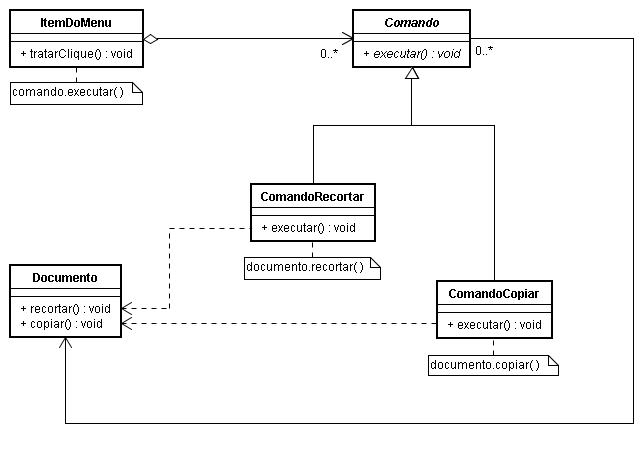 ItemDoMenu
+ tratarClique() : void
comando.executar()
0..*
Comando
+ executar() : void
0..*
ComandoRecortar
+ executar() : void
documento.recortar()
Documento
+ recortar() : void
+ copiar() : void
ComandoCopiar
+ executar() : void
documento.copiar()